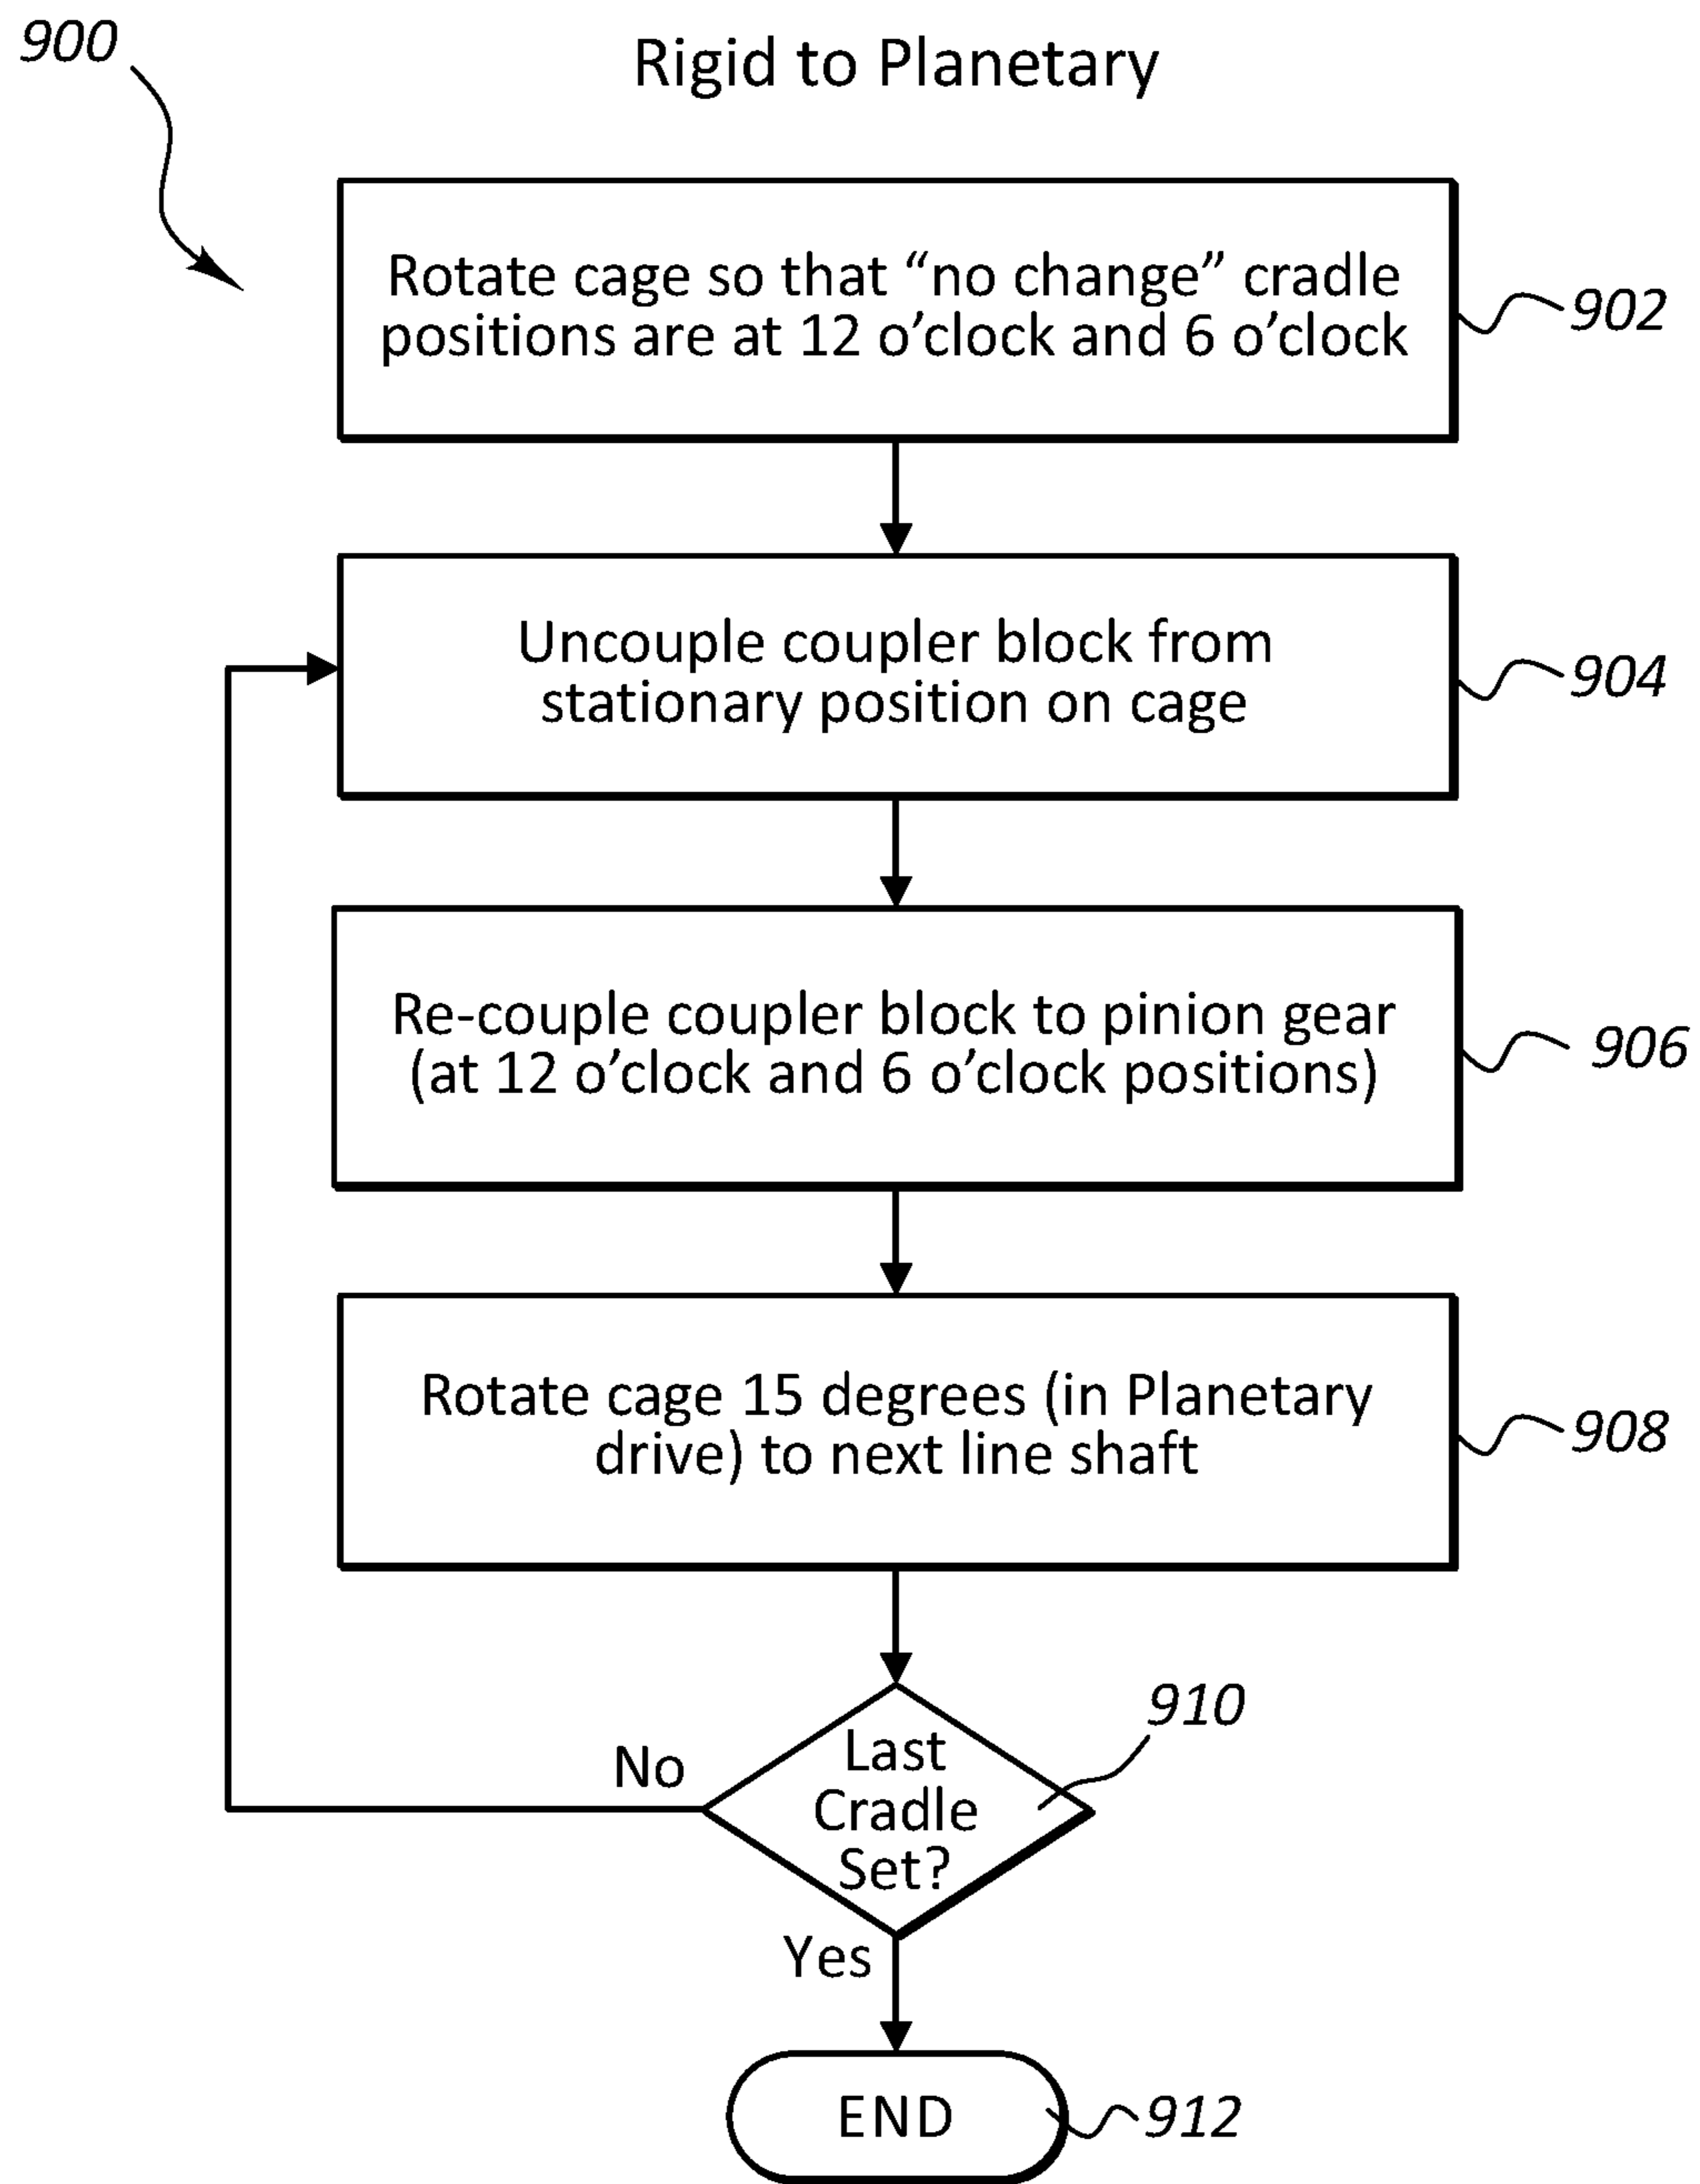 900
Rigid to Planetary
Rotate cage so that “no change” cradle
positions are at 12 o’clock and 6 o’clock
902
Uncouple coupler block from
stationary position on cage
904
Re-couple coupler block to pinion gear
(at 12 o’clock and 6 o’clock positions)
906
Rotate cage 15 degrees (in Planetary
drive) to next line shaft
908
910
Last
Cradle
Set?
No
Yes
END
912